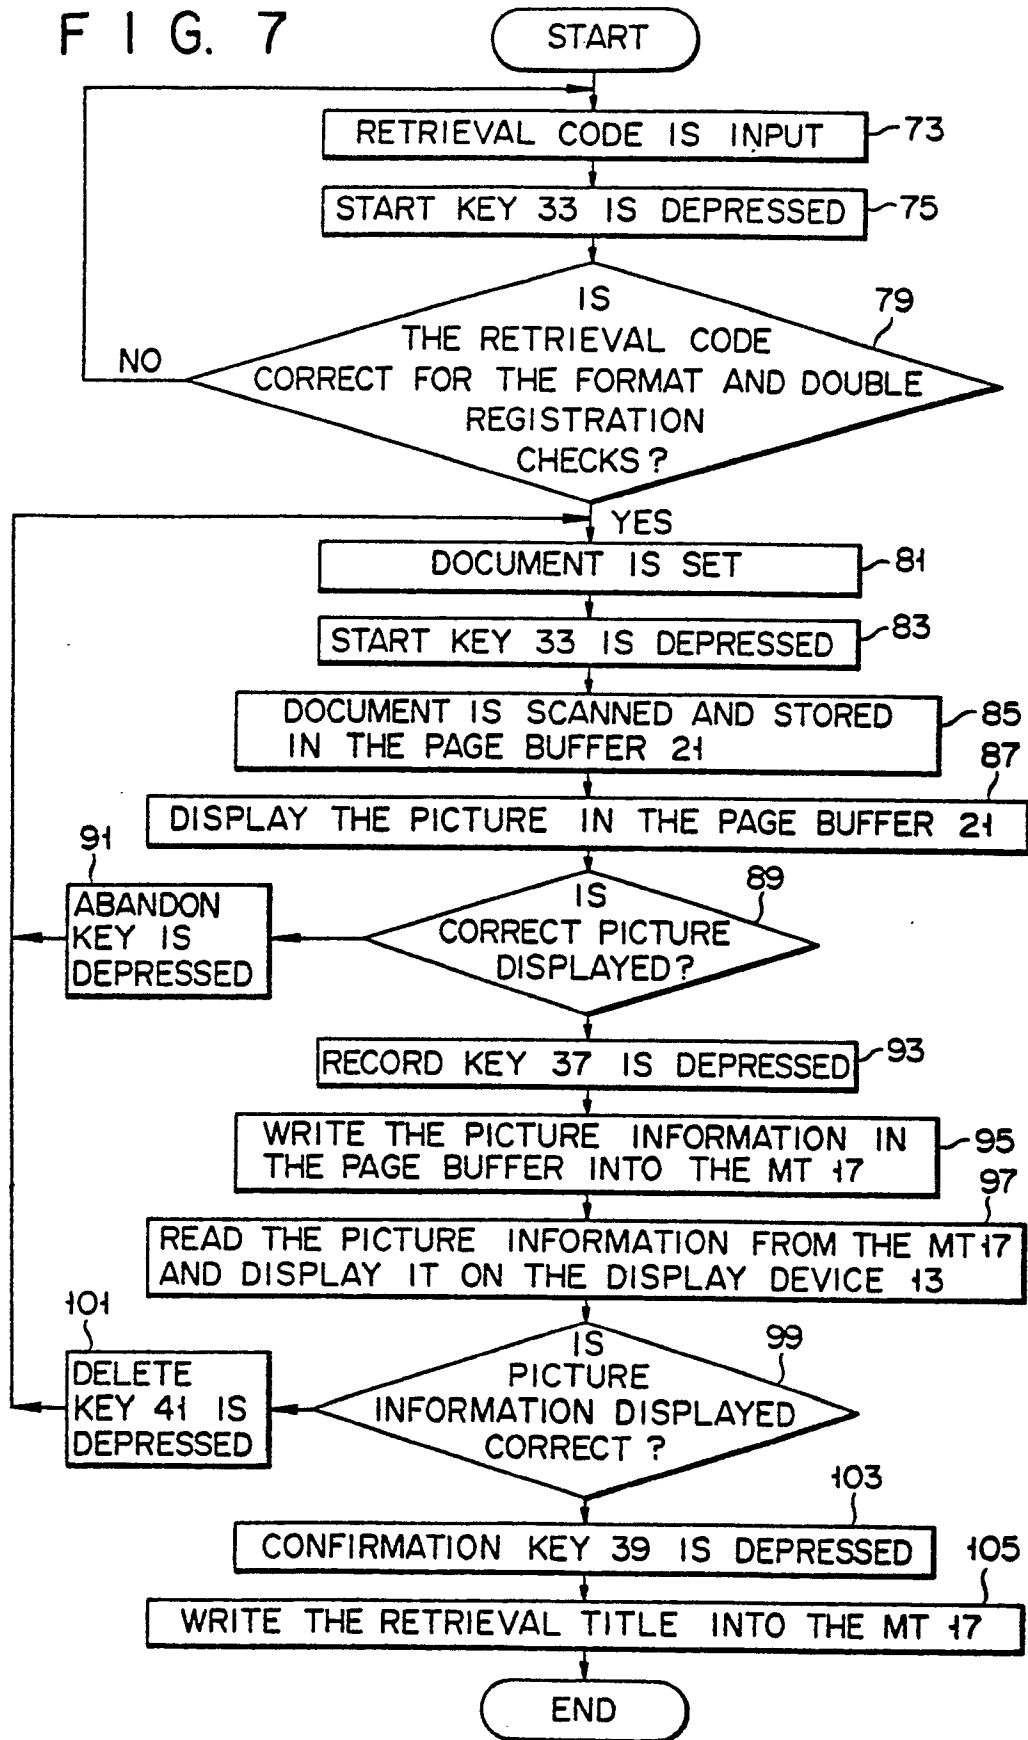 FIG. 7
START
RETRIEVAL CODE IS INPUT
73
START KEY 33 IS DEPRESSED
75
IS
THE RETRIEVAL CODE
CORRECT FOR THE FORMAT AND DOUBLE
REGISTRATION
CHECKS?
79
NO
YES
DOCUMENT IS SET
81
START KEY 33 IS DEPRESSED
83
DOCUMENT IS SCANNED AND STORED
IN THE PAGE BUFFER 21
85
87
DISPLAY THE PICTURE IN THE PAGE BUFFER 21
91
ABANDON
KEY IS
DEPRESSED
89
IS
CORRECT PICTURE
DISPLAYED?
RECORD KEY 37 IS DEPRESSED
93
WRITE THE PICTURE INFORMATION IN
THE PAGE BUFFER INTO THE MT 17
95
97
READ THE PICTURE INFORMATION FROM THE MT 17
AND DISPLAY IT ON THE DISPLAY DEVICE 13
101
DELETE
KEY 41 IS
DEPRESSED
99
IS
PICTURE
INFORMATION DISPLAYED
CORRECT?
103
CONFIRMATION KEY 39 IS DEPRESSED
105
WRITE THE RETRIEVAL TITLE INTO THE MT 17
END